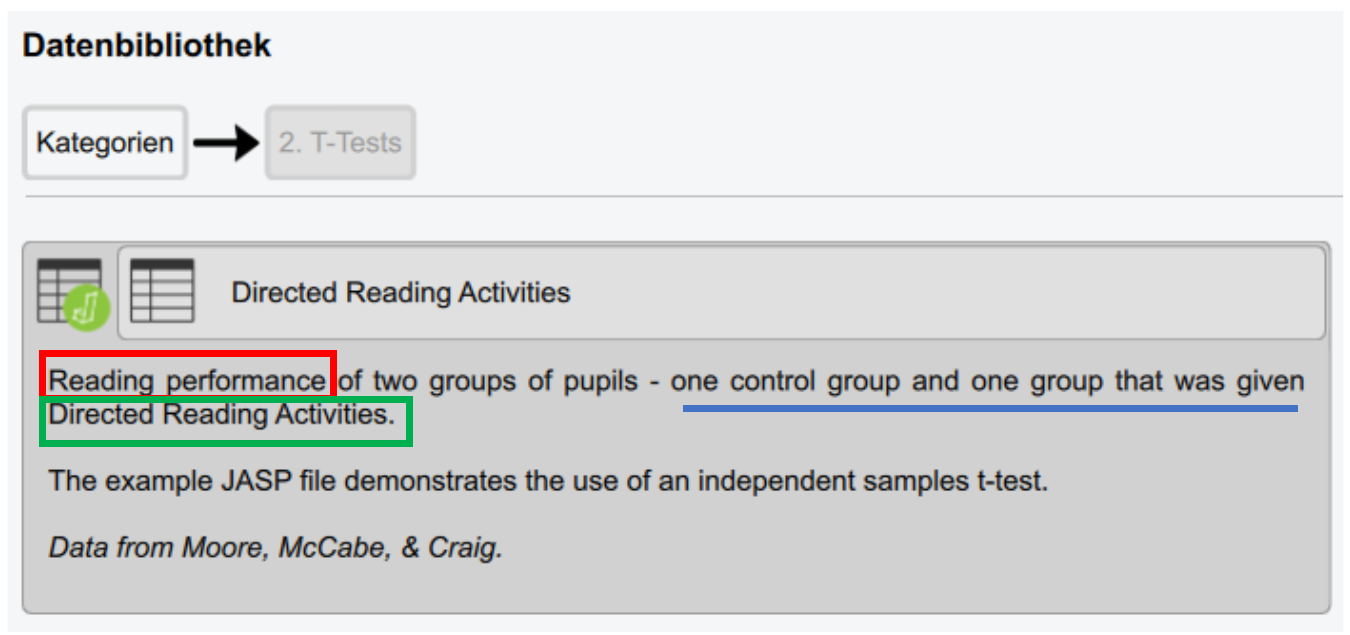 Datenbibliothek
Kategorien
2. T-Tests
Directed Reading Activities
Reading performance of two groups of pupils - one control group and one group that was given
Directed Reading Activities.
The example JASP file demonstrates the use of an independent samples t-test.
Data from Moore, McCabe, & Craig.